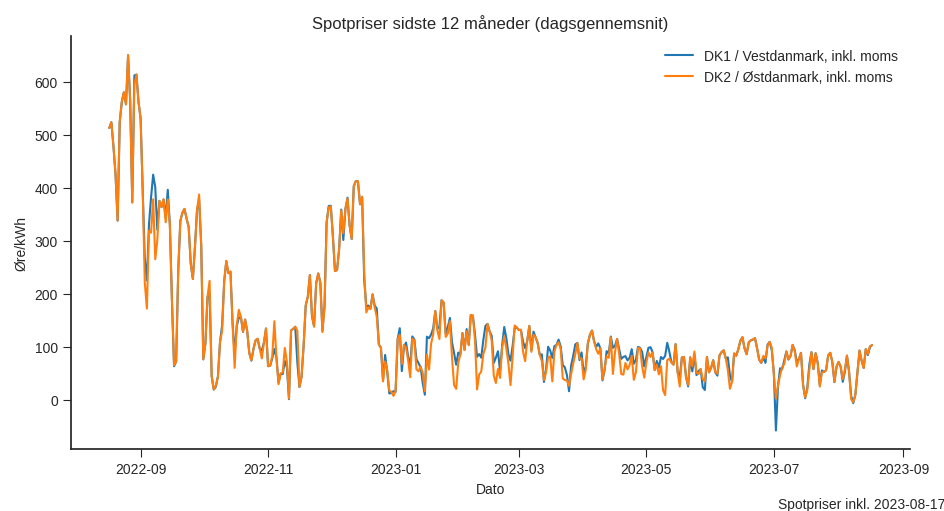 Spotpriser sidste 12 måneder (dagsgennemsnit)
DK1 / Vestdanmark, inkl. moms
DK2 / Østdanmark, inkl. moms
Øre/kWh
600
500
400
300
200
100
0
2022-09
2022-11
2023-01
2023-03
2023-05
2023-07
2023-09
Dato
Spotpriser inkl. 2023-08-17